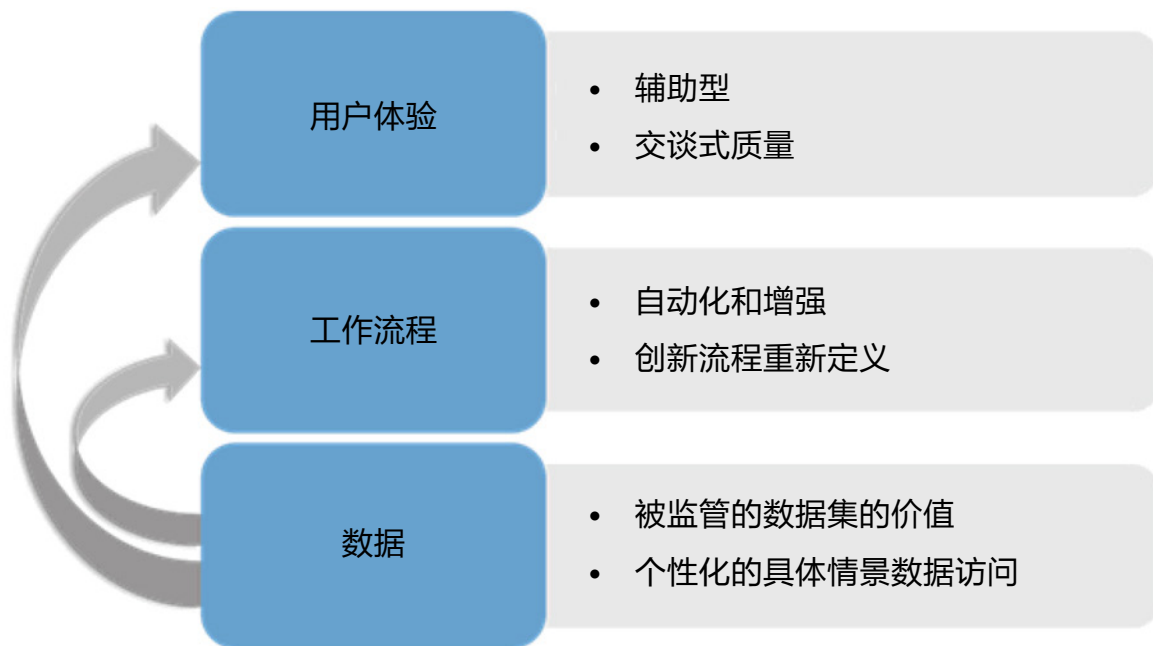 用户体验
• 辅助型
• 交谈式质量
工作流程
• 自动化和增强
• 创新流程重新定义
数据
• 被监管的数据集的价值
• 个性化的具体情景数据访问